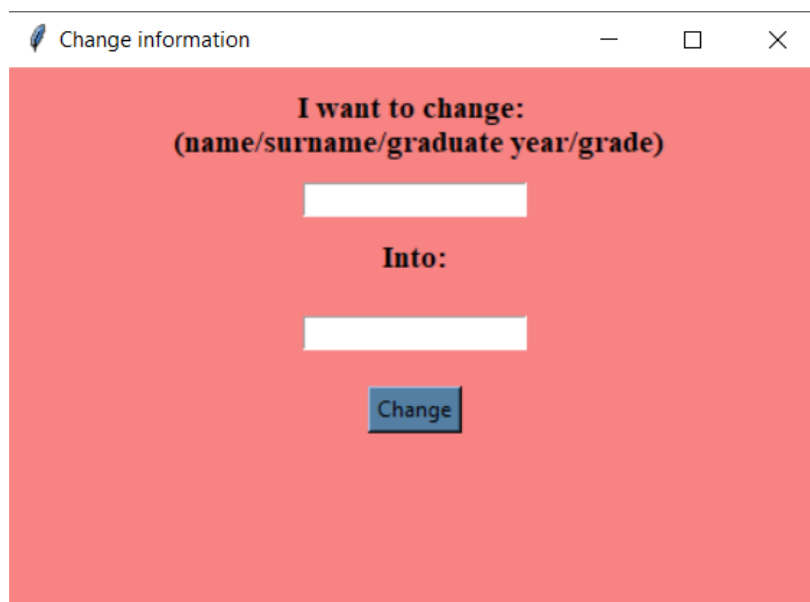 Change information
I want to change:
(name/surname/graduate year/grade)
Into:
Change